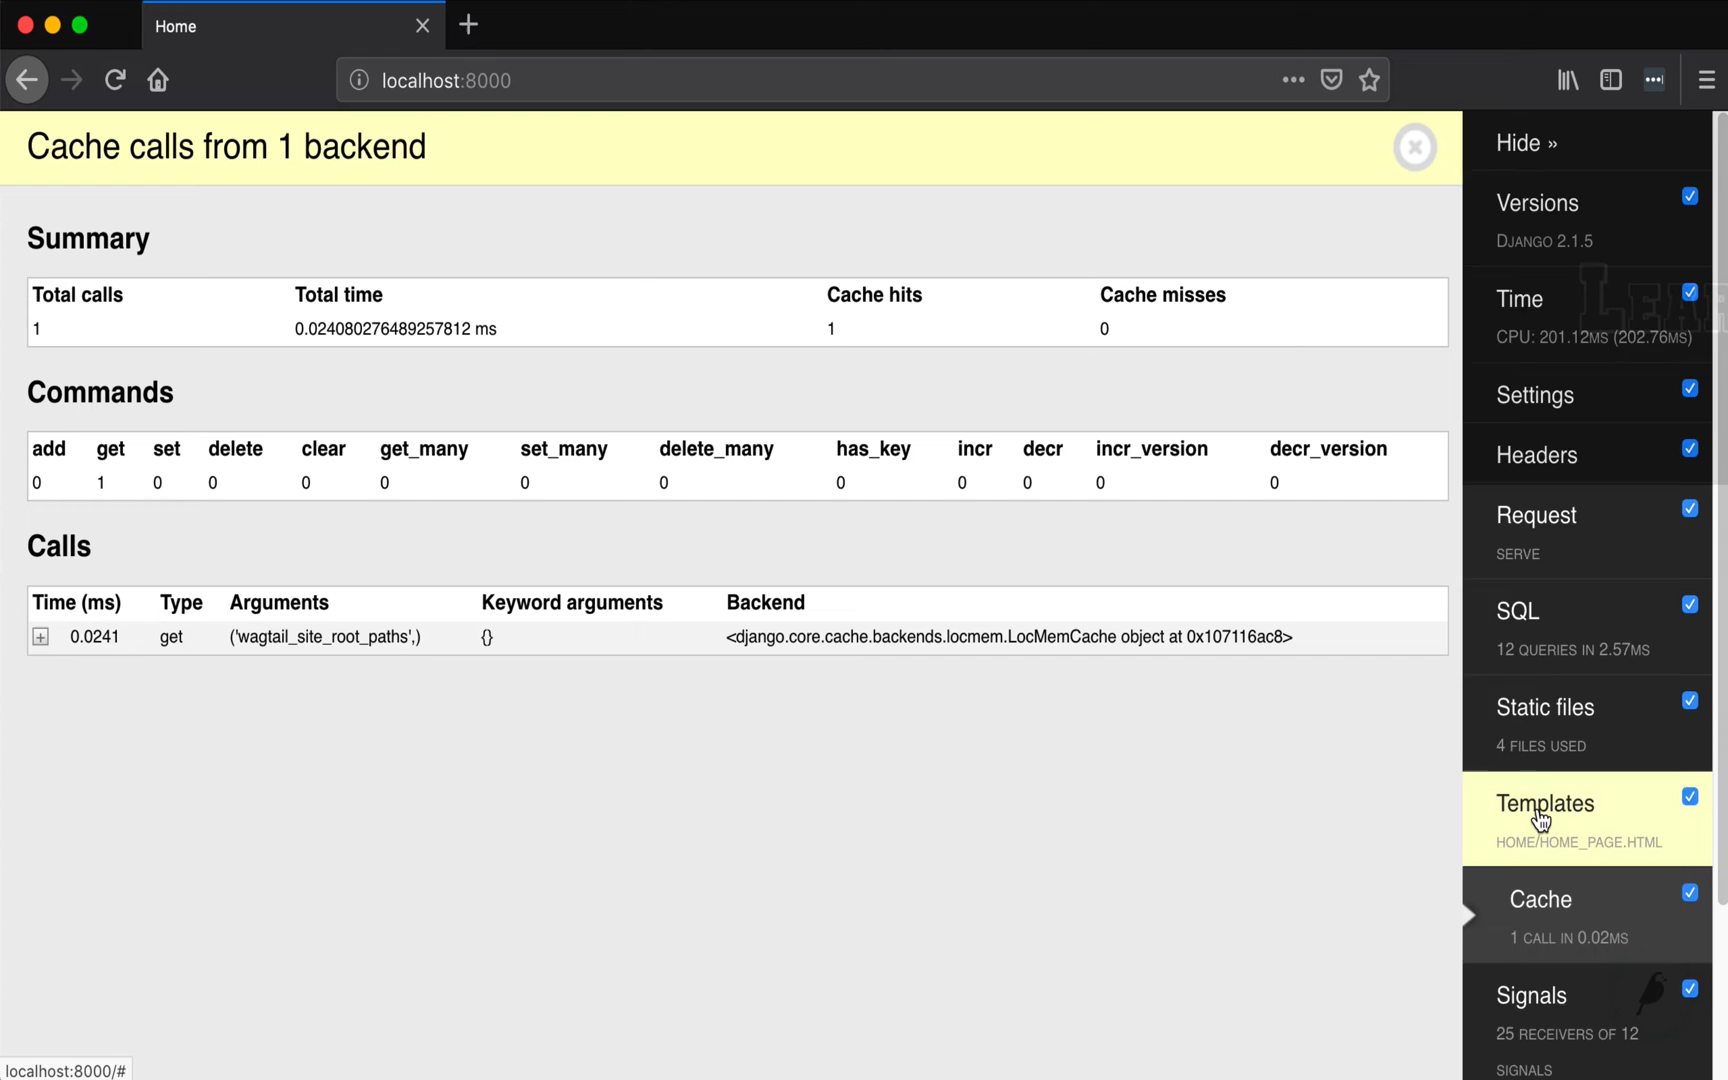 Home
localhost:8000
Cache calls from 1 backend
Summary
Total calls Total time Cache hits Cache misses
1 0.024080276489257812 ms 1 0
Commands
add get set delete clear get_many set_many delete_many has_key incr decr incr_version decr_version
0 1 0 0 0 0 0 0 0 0 0 0 0
Calls
Time (ms) Type Arguments Keyword arguments Backend
0.0241 get ('wagtail_site_root_paths',) {} <django.core.cache.backends.locmem.LocMemCache object at 0x107116ac8>
Hide »
Versions
DJANGO 2.1.5
Time
CPU: 201.12MS (202.76MS)
Settings
Headers
Request
SERVE
SQL
12 QUERIES IN 2.57MS
Static files
4 FILES USED
Templates
HOME/HOME_PAGE.HTML
Cache
1 CALL IN 0.02MS
Signals
25 RECEIVERS OF 12
SIGNALS
localhost:8000/#